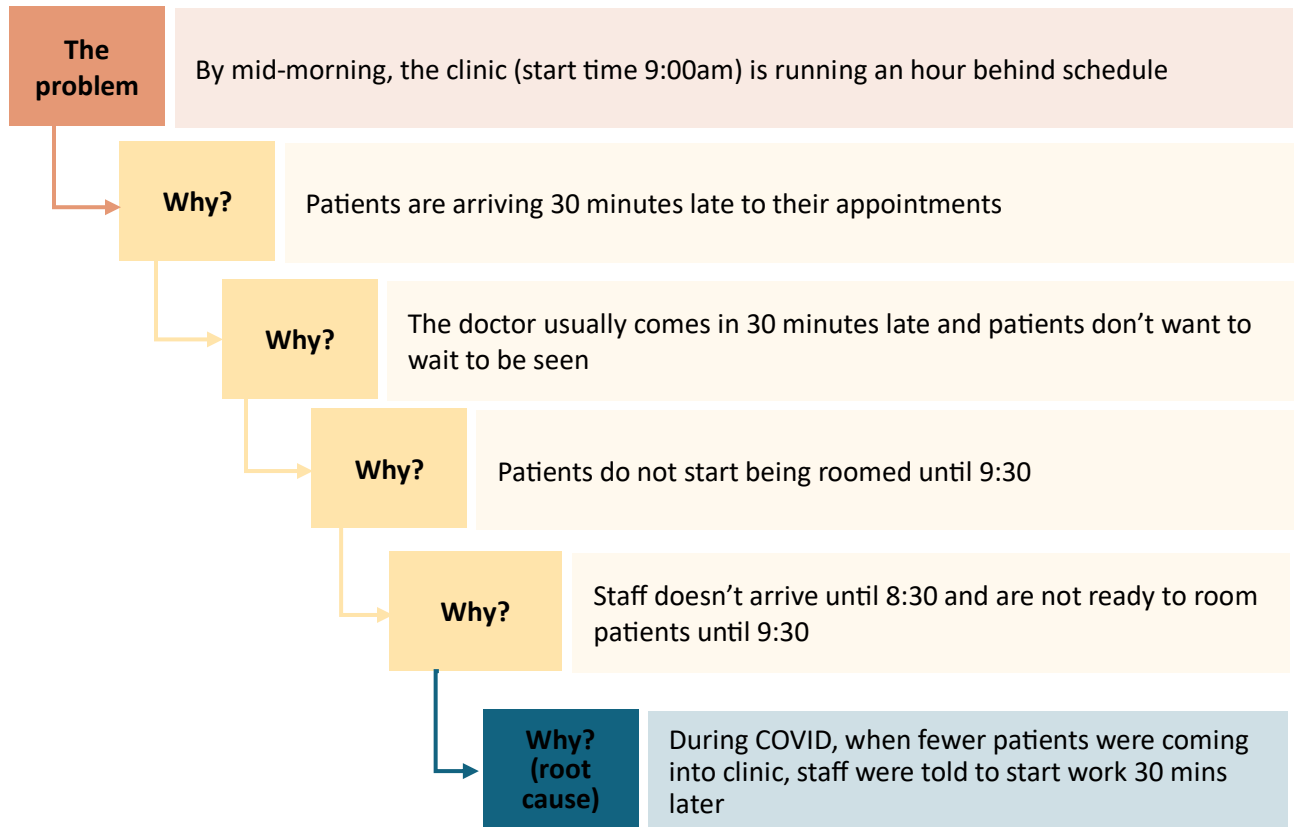 The
problem
By mid-morning, the clinic (start time 9:00am) is running an hour behind schedule
Why?
Patients are arriving 30 minutes late to their appointments
Why?
The doctor usually comes in 30 minutes late and patients don’t want to
wait to be seen
Why?
Patients do not start being roomed until 9:30
Why?
Staff doesn’t arrive until 8:30 and are not ready to room
patients until 9:30
Why?
(root
cause)
During COVID, when fewer patients were coming
into clinic, staff were told to start work 30 mins
later